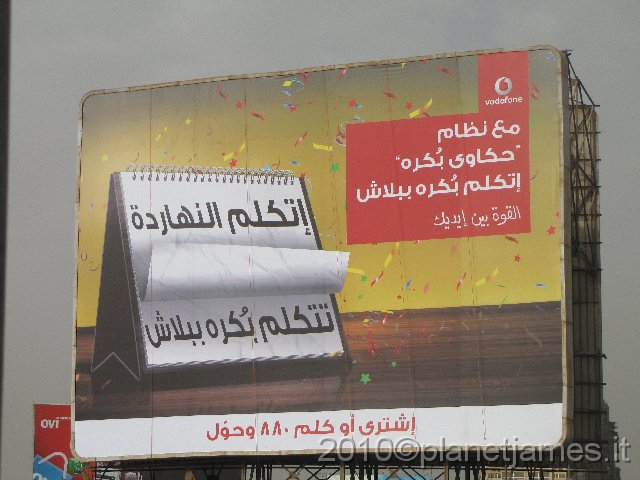 vodafone
مع نظام
"حكاوى بُكره"
إتكلم بُكره ببلاش
القوة بين إيديك
إتكلم النهاردة
تتكلم بُكره ببلاش
إشترى أو كلم ٨٨٠ وحوّل
ovi
2010©planetjames.it